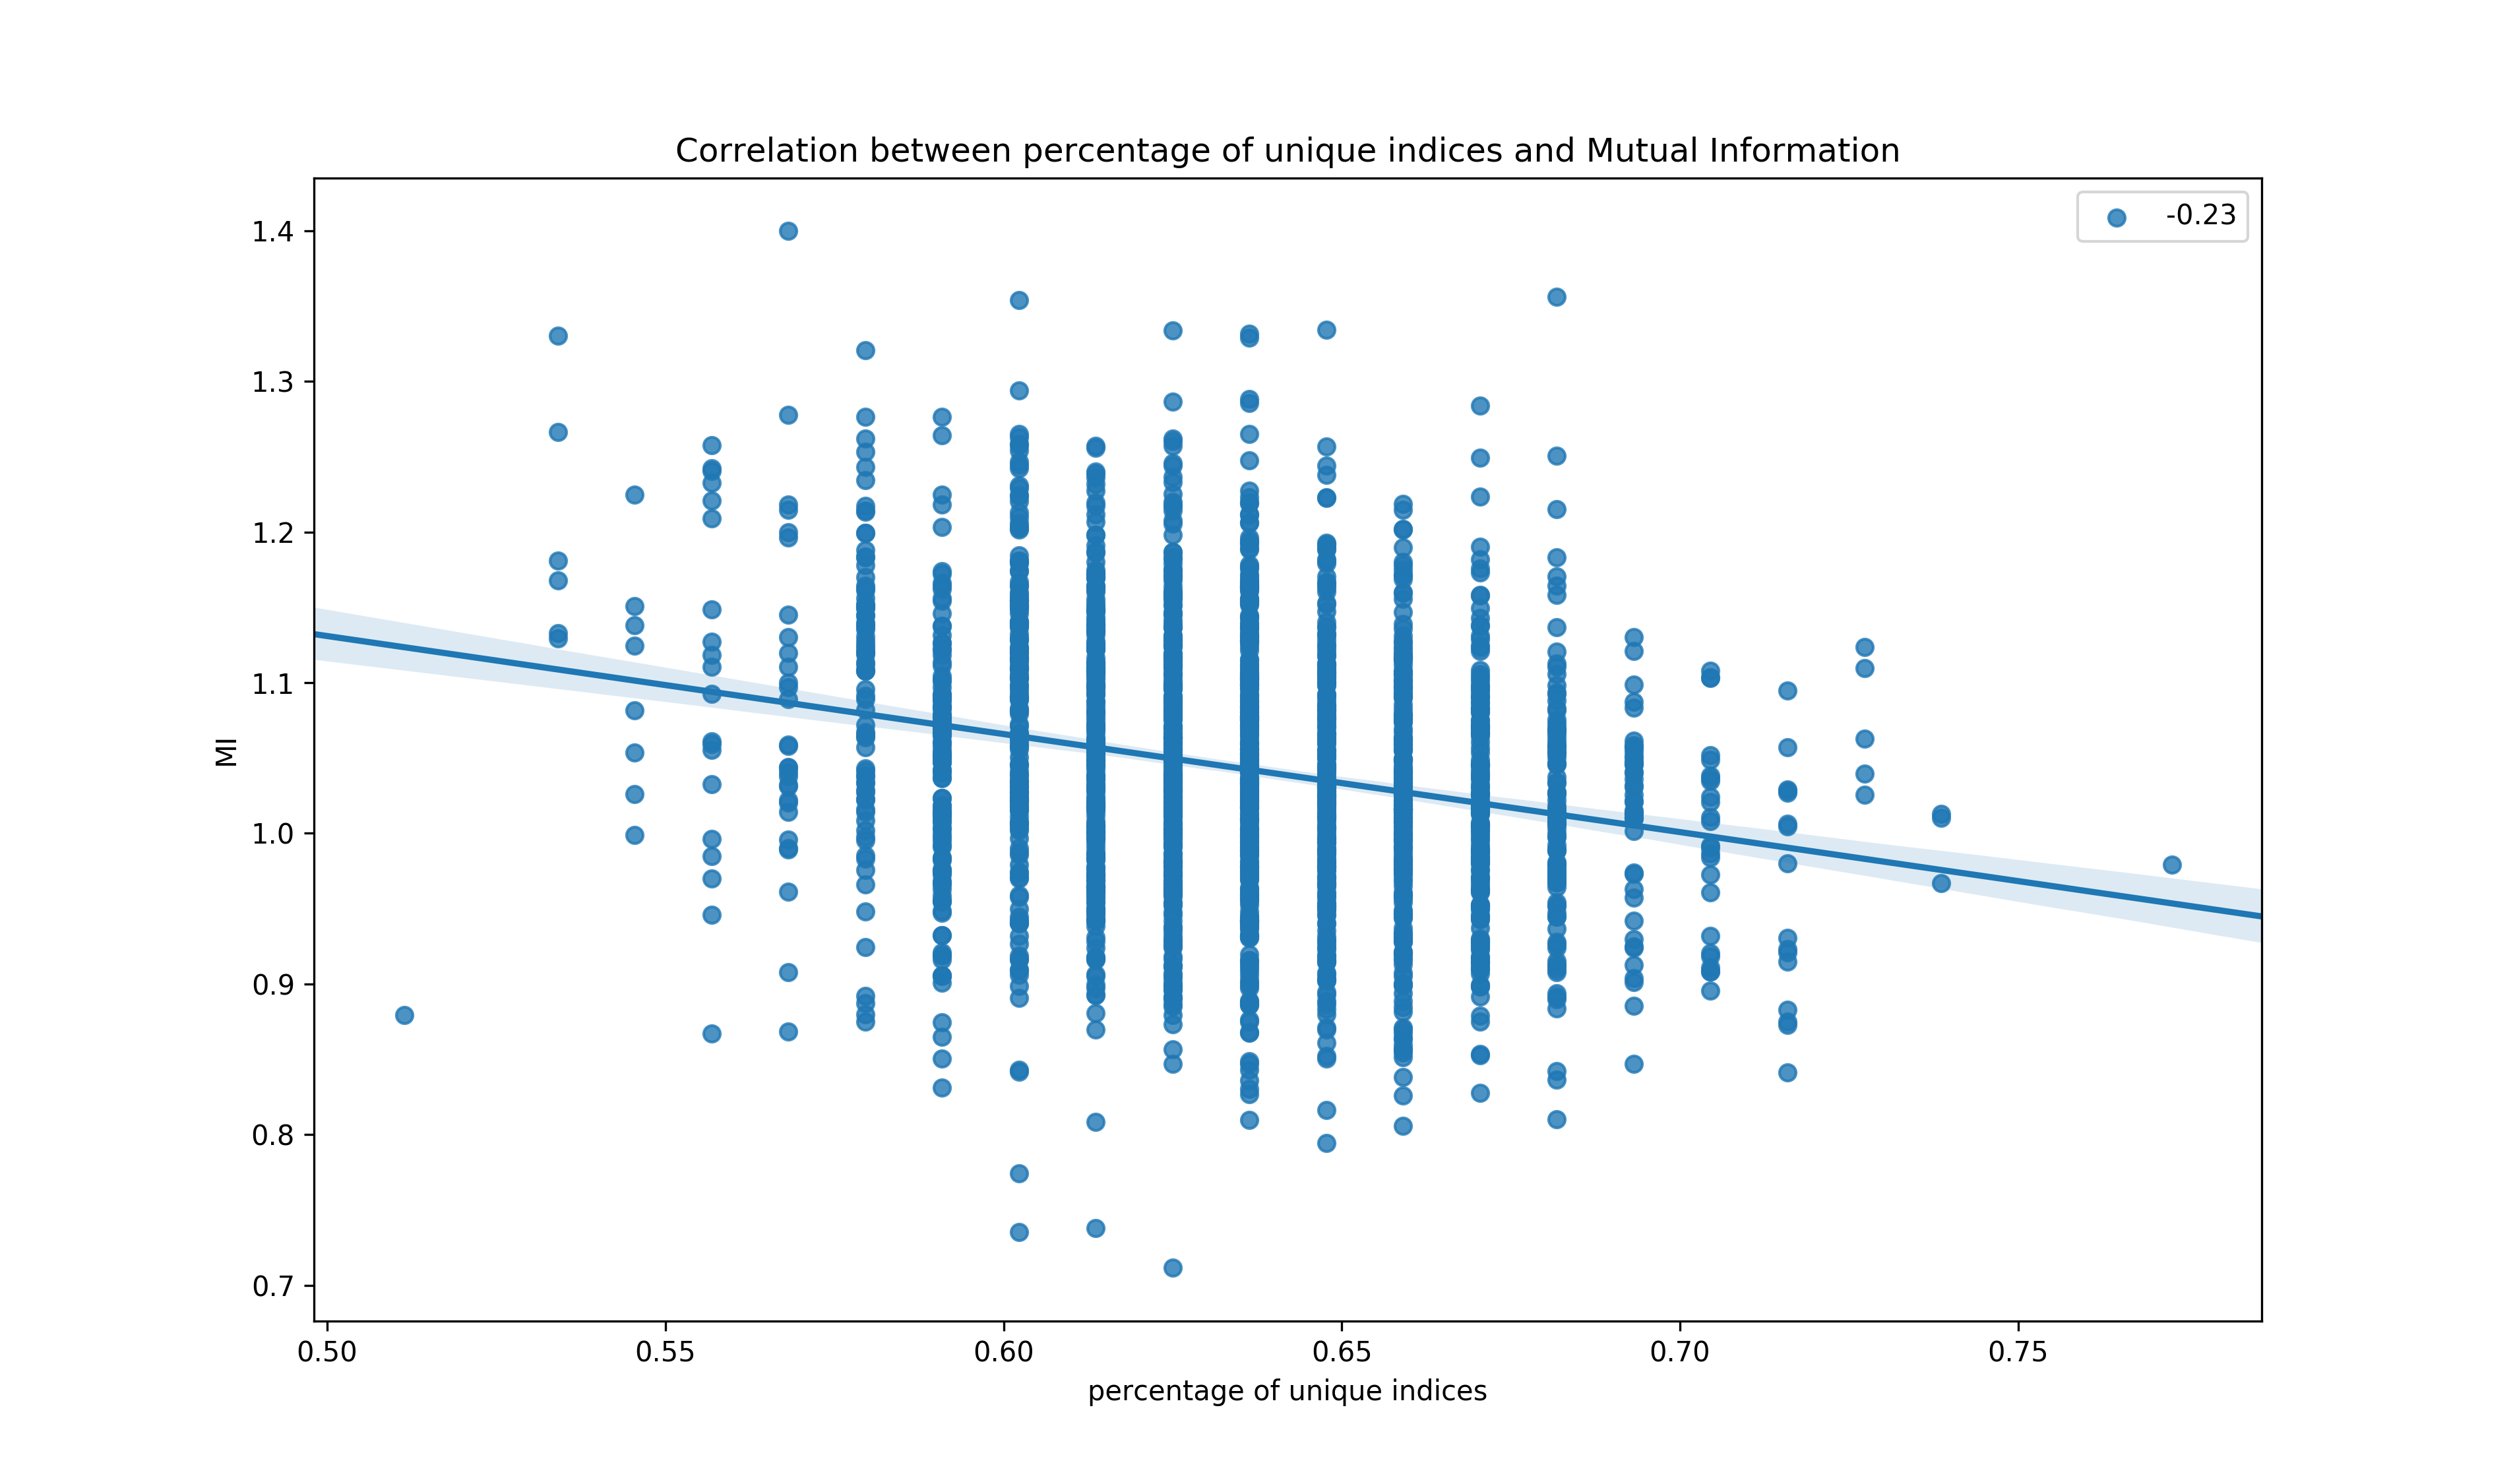 Correlation between percentage of unique indices and Mutual Information
-0.23
1.4
1.3
1.2
1.1
1.0
0.9
0.8
0.7
MI
0.50 0.55 0.60 0.65 0.70 0.75
percentage of unique indices